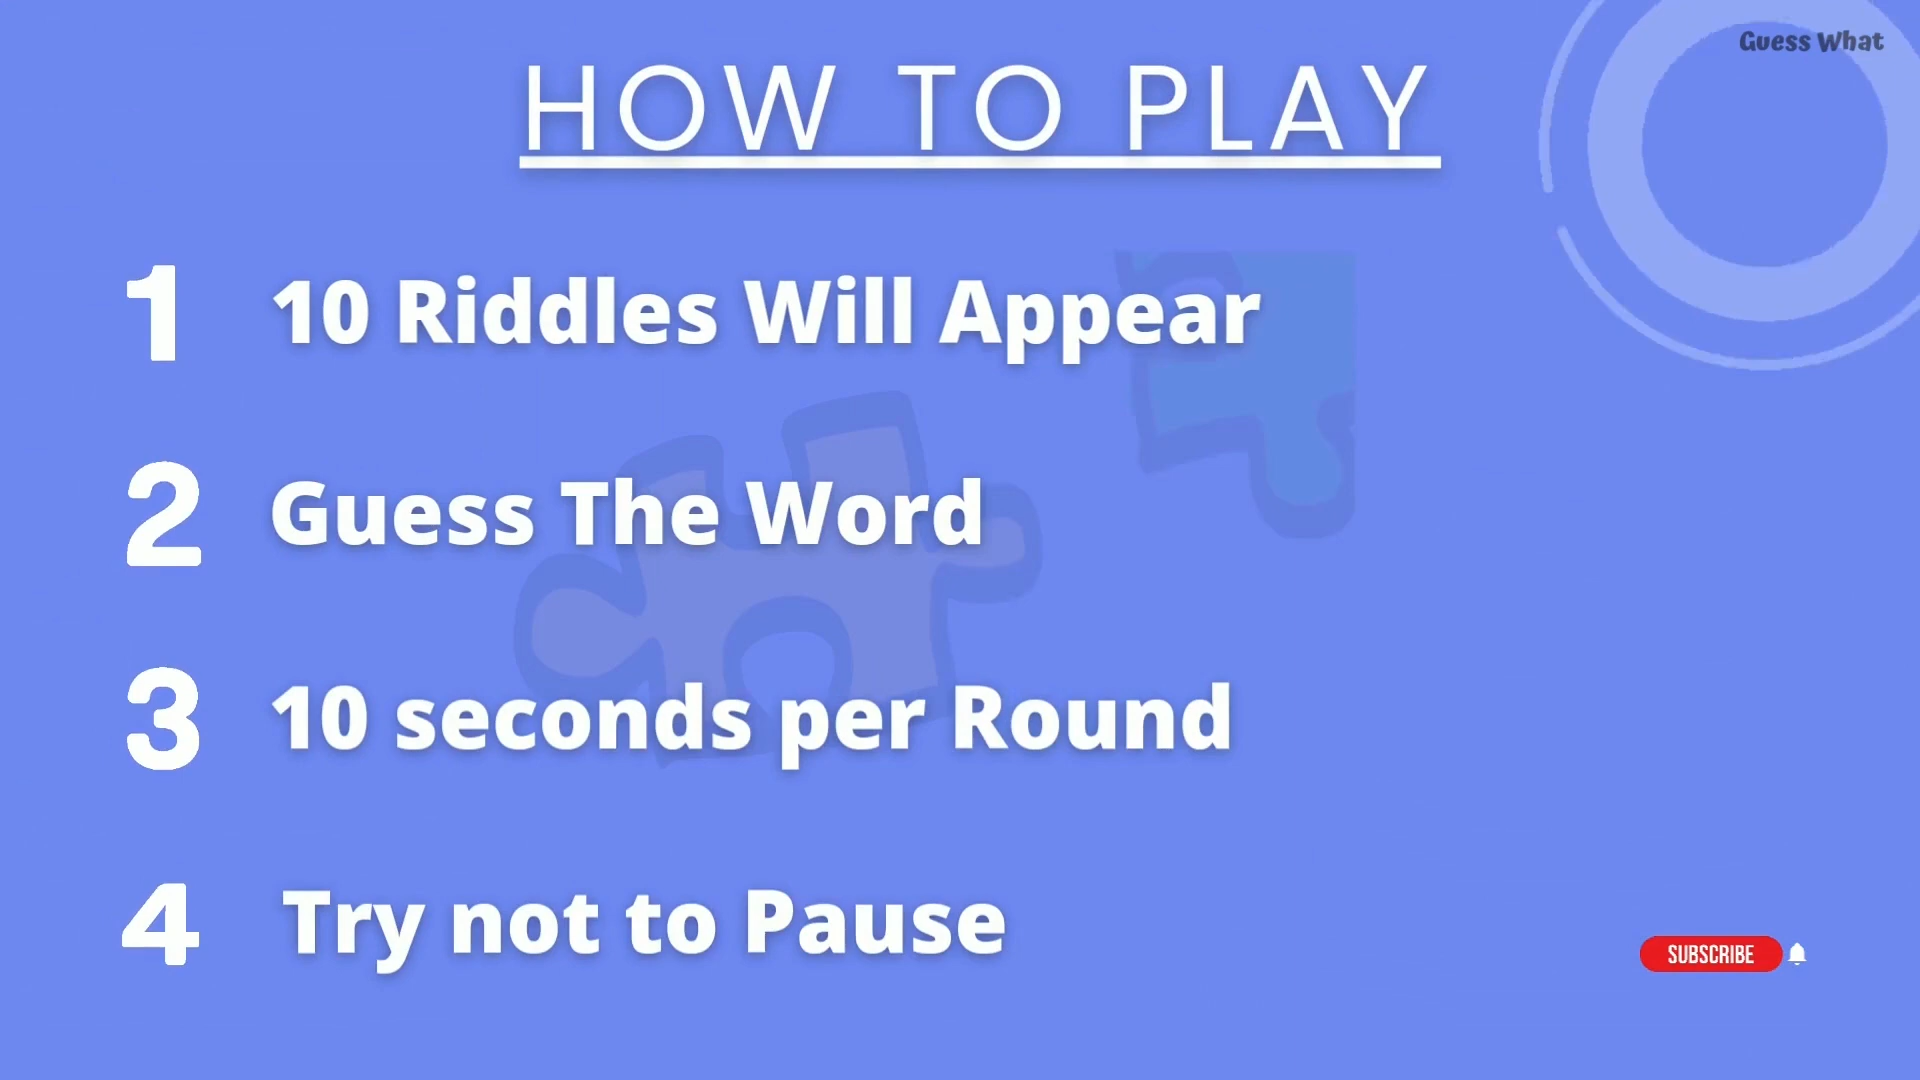 Guess What
HOW TO PLAY
1 10 Riddles Will Appear
2 Guess The Word
3 10 seconds per Round
4 Try not to Pause
SUBSCRIBE